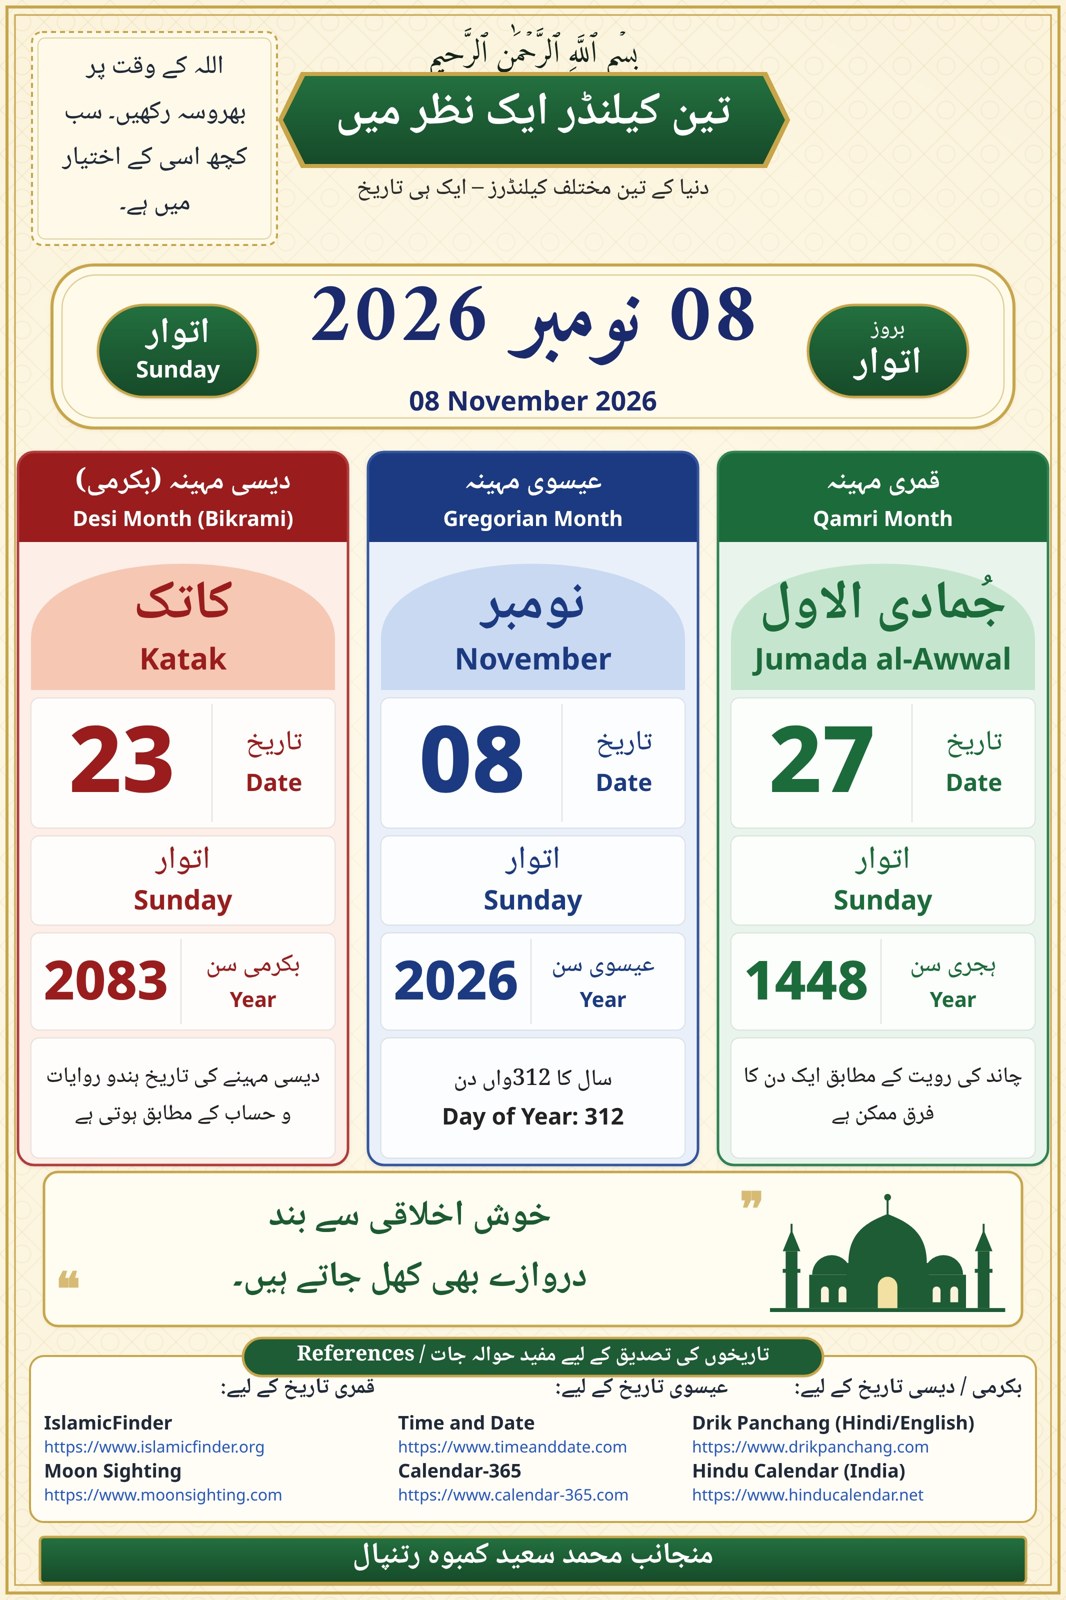 بِسْمِ ٱللَّهِ ٱلرَّحْمَٰنِ ٱلرَّحِيمِ
تین کیلنڈر ایک نظر میں
دنیا کے تین مختلف کیلنڈرز – ایک ہی تاریخ
اللہ کے وقت پر
بھروسہ رکھیں۔ سب
کچھ اسی کے اختیار
میں ہے۔
بروز
اتوار
08 نومبر 2026
08 November 2026
اتوار
Sunday
قمری مہینہ
Qamri Month
جُمادی الاول
Jumada al-Awwal
تاریخ
Date
27
اتوار
Sunday
ہجری سن
Year
1448
چاند کی رویت کے مطابق ایک دن کا
فرق ممکن ہے
عیسوی مہینہ
Gregorian Month
نومبر
November
تاریخ
Date
08
اتوار
Sunday
عیسوی سن
Year
2026
سال کا 312واں دن
Day of Year: 312
دیسی مہینہ (بکرمی)
Desi Month (Bikrami)
کاتک
Katak
تاریخ
Date
23
اتوار
Sunday
بکرمی سن
Year
2083
دیسی مہینے کی تاریخ ہندو روایات
و حساب کے مطابق ہوتی ہے
❞
خوش اخلاقی سے بند
دروازے بھی کھل جاتے ہیں۔
❝
تاریخوں کی تصدیق کے لیے مفید حوالہ جات / References
بکرمی / دیسی تاریخ کے لیے:
Drik Panchang (Hindi/English)
https://www.drikpanchang.com
Hindu Calendar (India)
https://www.hinducalendar.net
عیسوی تاریخ کے لیے:
Time and Date
https://www.timeanddate.com
Calendar-365
https://www.calendar-365.com
قمری تاریخ کے لیے:
IslamicFinder
https://www.islamicfinder.org
Moon Sighting
https://www.moonsighting.com
منجانب محمد سعید کمبوہ رتنپال